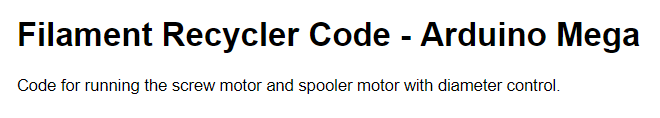 Filament Recycler Code - Arduino Mega
Code for running the screw motor and spooler motor with diameter control.